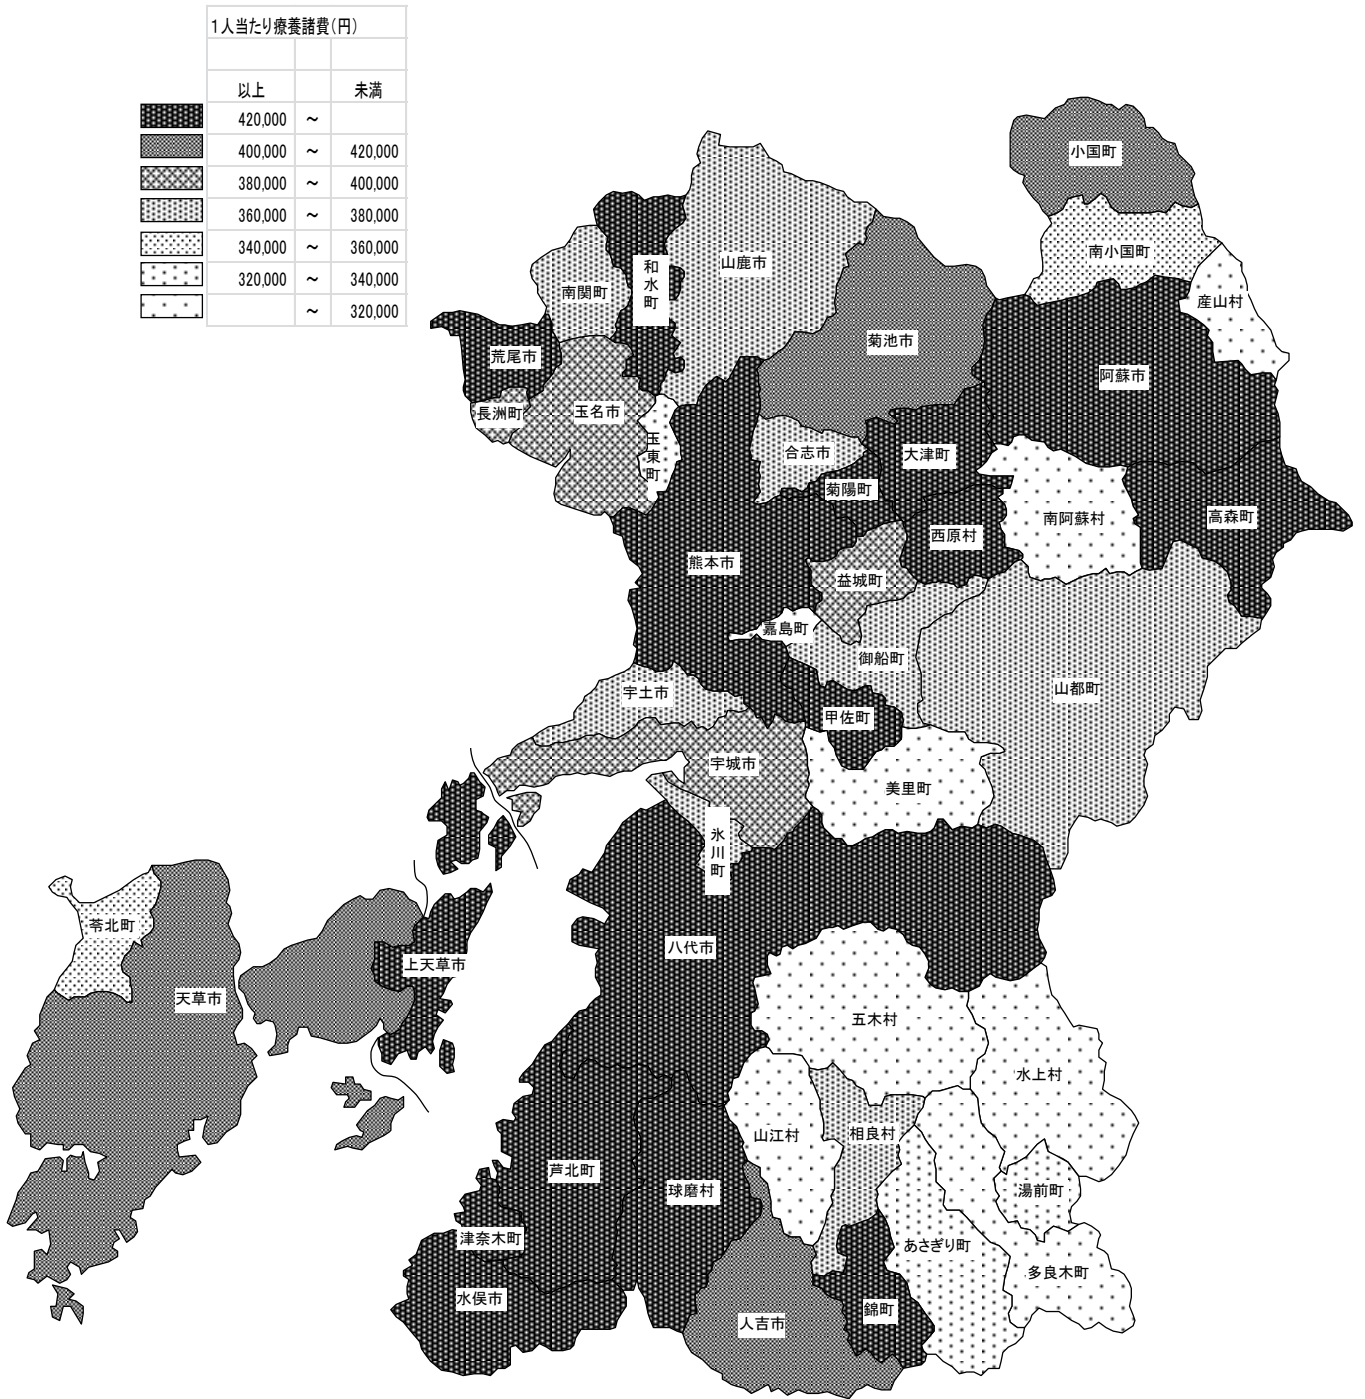 1人当たり療養諸費(円)
以上 未満
420,000 ~
400,000 ~ 420,000
380,000 ~ 400,000
360,000 ~ 380,000
340,000 ~ 360,000
320,000 ~ 340,000
~ 320,000
小国町
南小国町
産山村
山鹿市
和水町
南関町
菊池市
荒尾市
阿蘇市
長洲町
玉名市
玉東町
合志市
大津町
菊陽町
南阿蘇村
高森町
西原村
熊本市
益城町
嘉島町
御船町
山都町
宇土市
甲佐町
宇城市
美里町
氷川町
苓北町
八代市
上天草市
天草市
五木村
水上村
山江村
相良村
芦北町
球磨村
湯前町
津奈木町
あさぎり町
多良木町
水俣市
錦町
人吉市